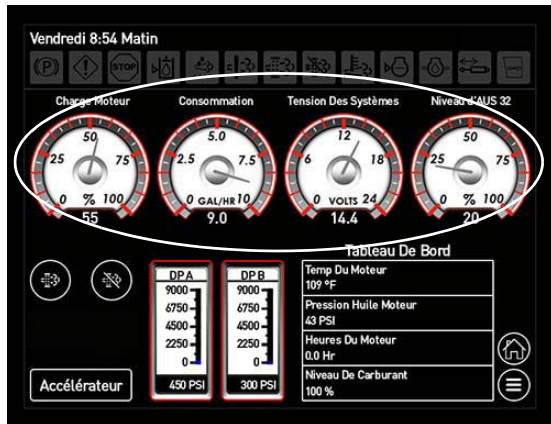 Vendredi 8:54 Matin
(P) STOP
Charge Moteur Consommation Tension Des Systèmes Niveau d'AUS 32
50 5.0 12 50
25 75 2.5 7.5 6 18 25 75
0 % 100 0 GAL/HR 10 0 VOLTS 24 0 % 100
55 9.0 14.4 20
Tableau De Bord
DP A DP B
9000 9000
6750 6750
4500 4500
2250 2250
0 0
450 PSI 300 PSI
Temp Du Moteur
109 °F
Pression Huile Moteur
43 PSI
Heures Du Moteur
0.0 Hr
Niveau De Carburant
100 %
Accélérateur